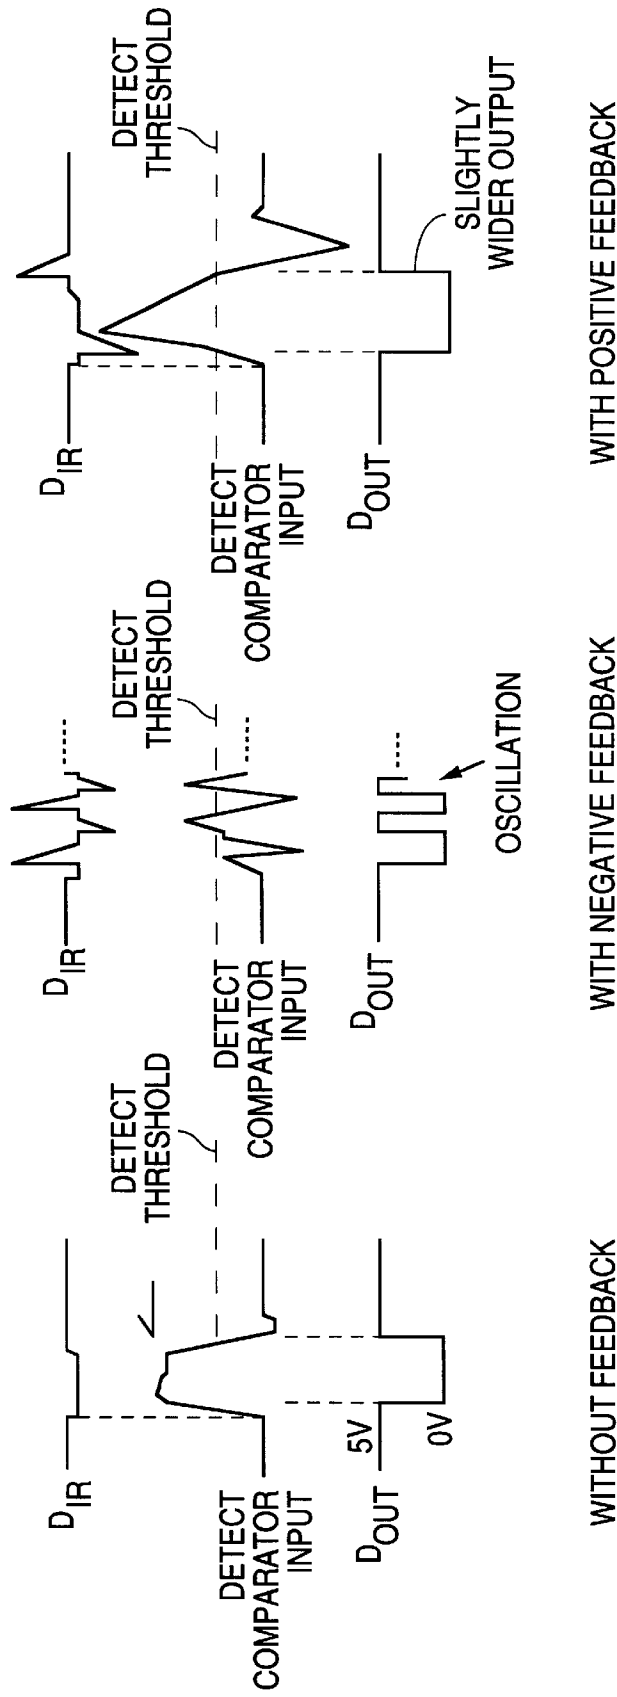 D_IR
DETECT
THRESHOLD
DETECT
COMPARATOR
INPUT
D_OUT
5V
0V
WITHOUT FEEDBACK
D_IR
DETECT
THRESHOLD
DETECT
COMPARATOR
INPUT
D_OUT
OSCILLATION
WITH NEGATIVE FEEDBACK
D_IR
DETECT
THRESHOLD
DETECT
COMPARATOR
INPUT
D_OUT
SLIGHTLY
WIDER OUTPUT
WITH POSITIVE FEEDBACK